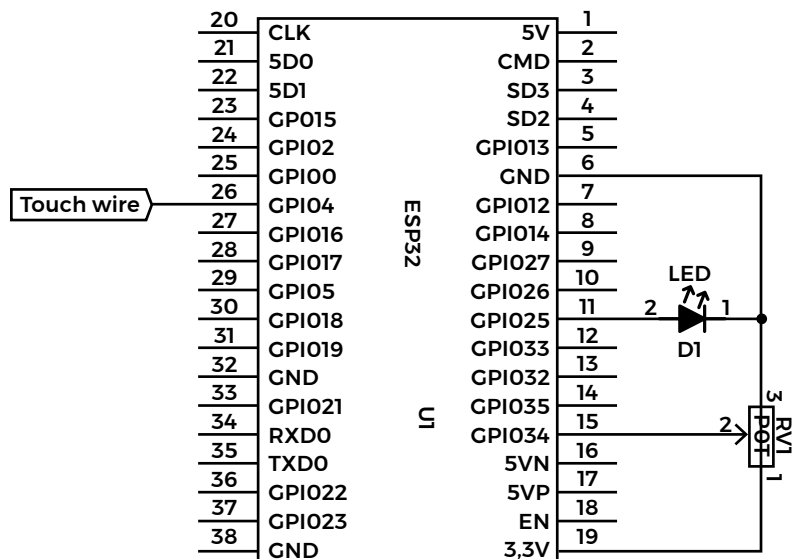 20 CLK 5V 1
21 5D0 CMD 2
22 5D1 SD3 3
23 GP015 SD2 4
24 GPI02 GPI013 5
25 GPI00 GND 6
Touch wire 26 GPI04 GPI012 7
27 GPI016 GPI014 8
28 GPI017 GPI027 9
29 GPI05 GPI026 10
30 GPI018 GPI025 11
31 GPI019 GPI033 12
32 GND GPI032 13
33 GPI021 GPI035 14
34 RXD0 GPI034 15
35 TXD0 5VN 16
36 GPI022 5VP 17
37 GPI023 EN 18
38 GND 3,3V 19
ESP32
U1
LED
2 1
D1
3
2 POT RV1
1